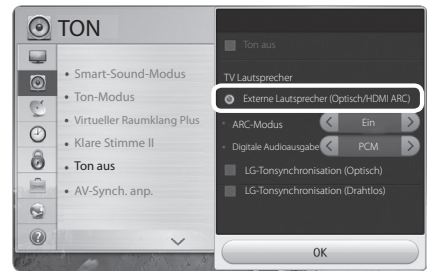 TON
Smart-Sound-Modus
Ton-Modus
Virtueller Raumklang Plus
Klare Stimme II
Ton aus
AV-Synch. anp.
Ton aus
TV Lautsprecher
Externe Lautsprecher (Optisch/HDMI ARC)
ARC-Modus
Ein
Digitale Audioausgabe
PCM
LG-Tonsynchronisation (Optisch)
LG-Tonsynchronisation (Drahtlos)
OK